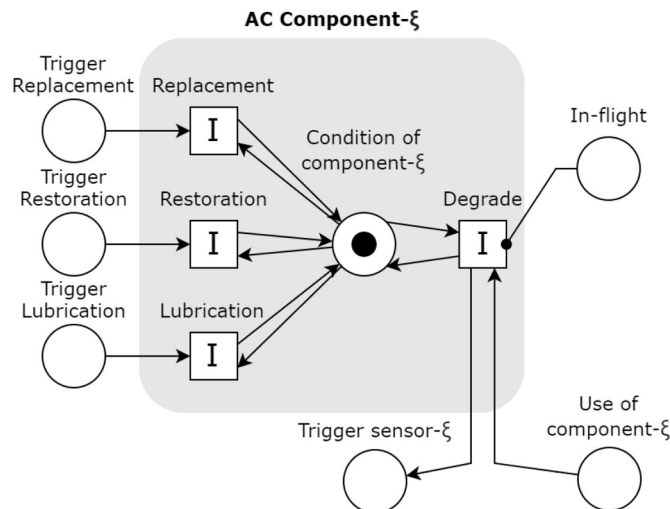 AC Component-ξ
Trigger
Replacement
Replacement
I
Trigger
Restoration
Restoration
I
Trigger
Lubrication
Lubrication
I
Condition of
component-ξ
Degrade
I
In-flight
Trigger sensor-ξ
Use of
component-ξ